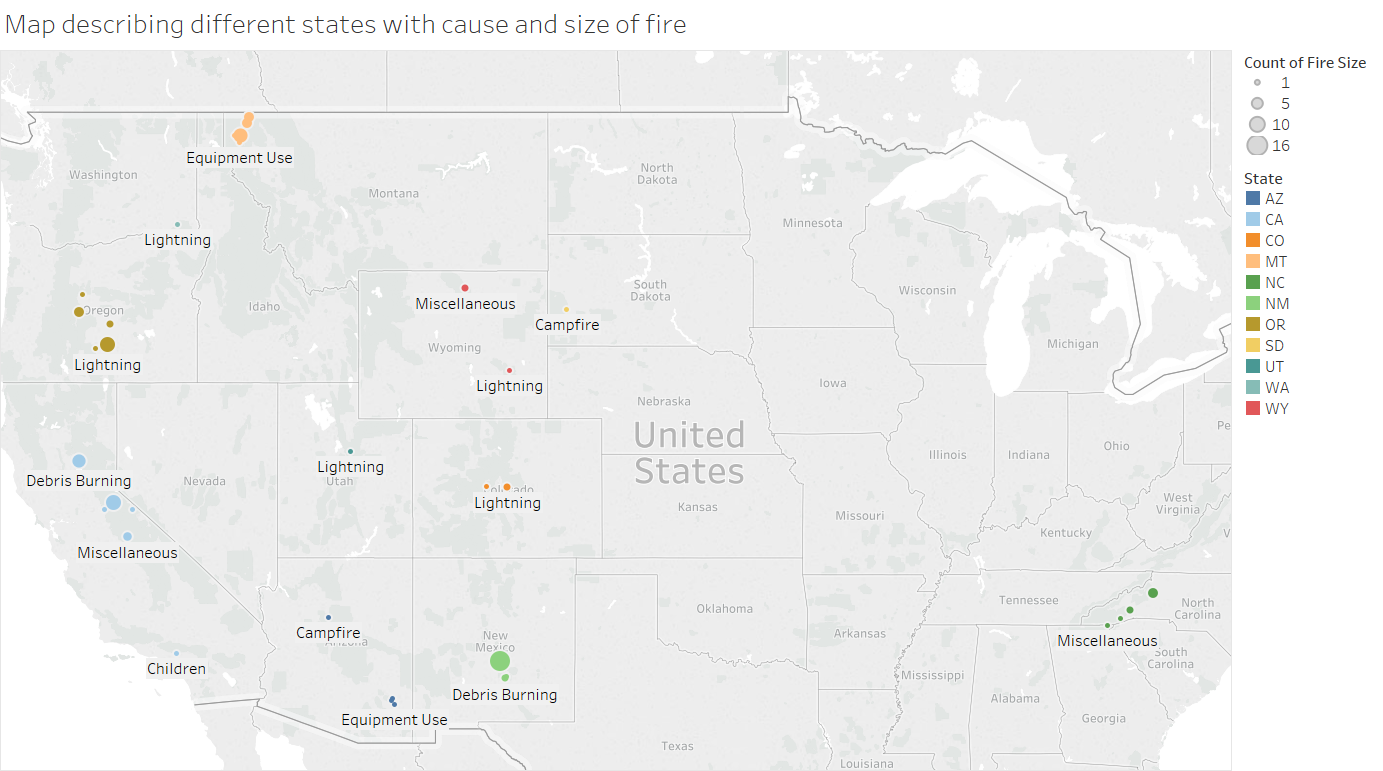 Map describing different states with cause and size of fire
Count of Fire Size
1
5
10
16
State
AZ
CA
CO
MT
NC
NM
OR
SD
UT
WA
WY
Equipment Use
Washington
North
Dakota
Montana
Minnesota
Lightning
South
Dakota
Wisconsin
Miscellaneous
Idaho
Oregon
Campfire
Wyoming
Michigan
Lightning
Lightning
Iowa
Nebraska
United
States
Ohio
Pe
Illinois
Indiana
Lightning
Utah
Debris Burning
Nevada
Lightning
Kansas
West
Virginia
Missouri
Kentucky
V
Miscellaneous
Tennessee
North
Carolina
Oklahoma
Arkansas
Campfire
Arizona
New
Mexico
Miscellaneous
South
Carolina
Children
Mississippi
Debris Burning
Alabama
Georgia
Equipment Use
Texas
Louisiana